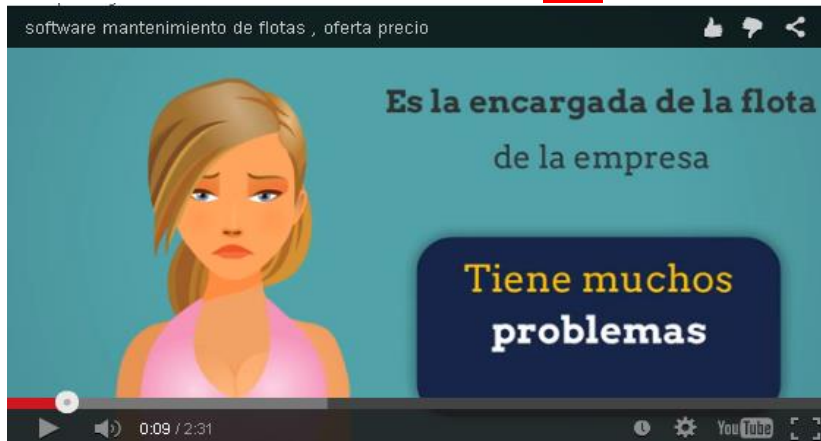 software mantenimiento de flotas , oferta precio
Es la encargada de la flota
de la empresa
Tiene muchos
problemas
0:09 / 2:31
YouTube